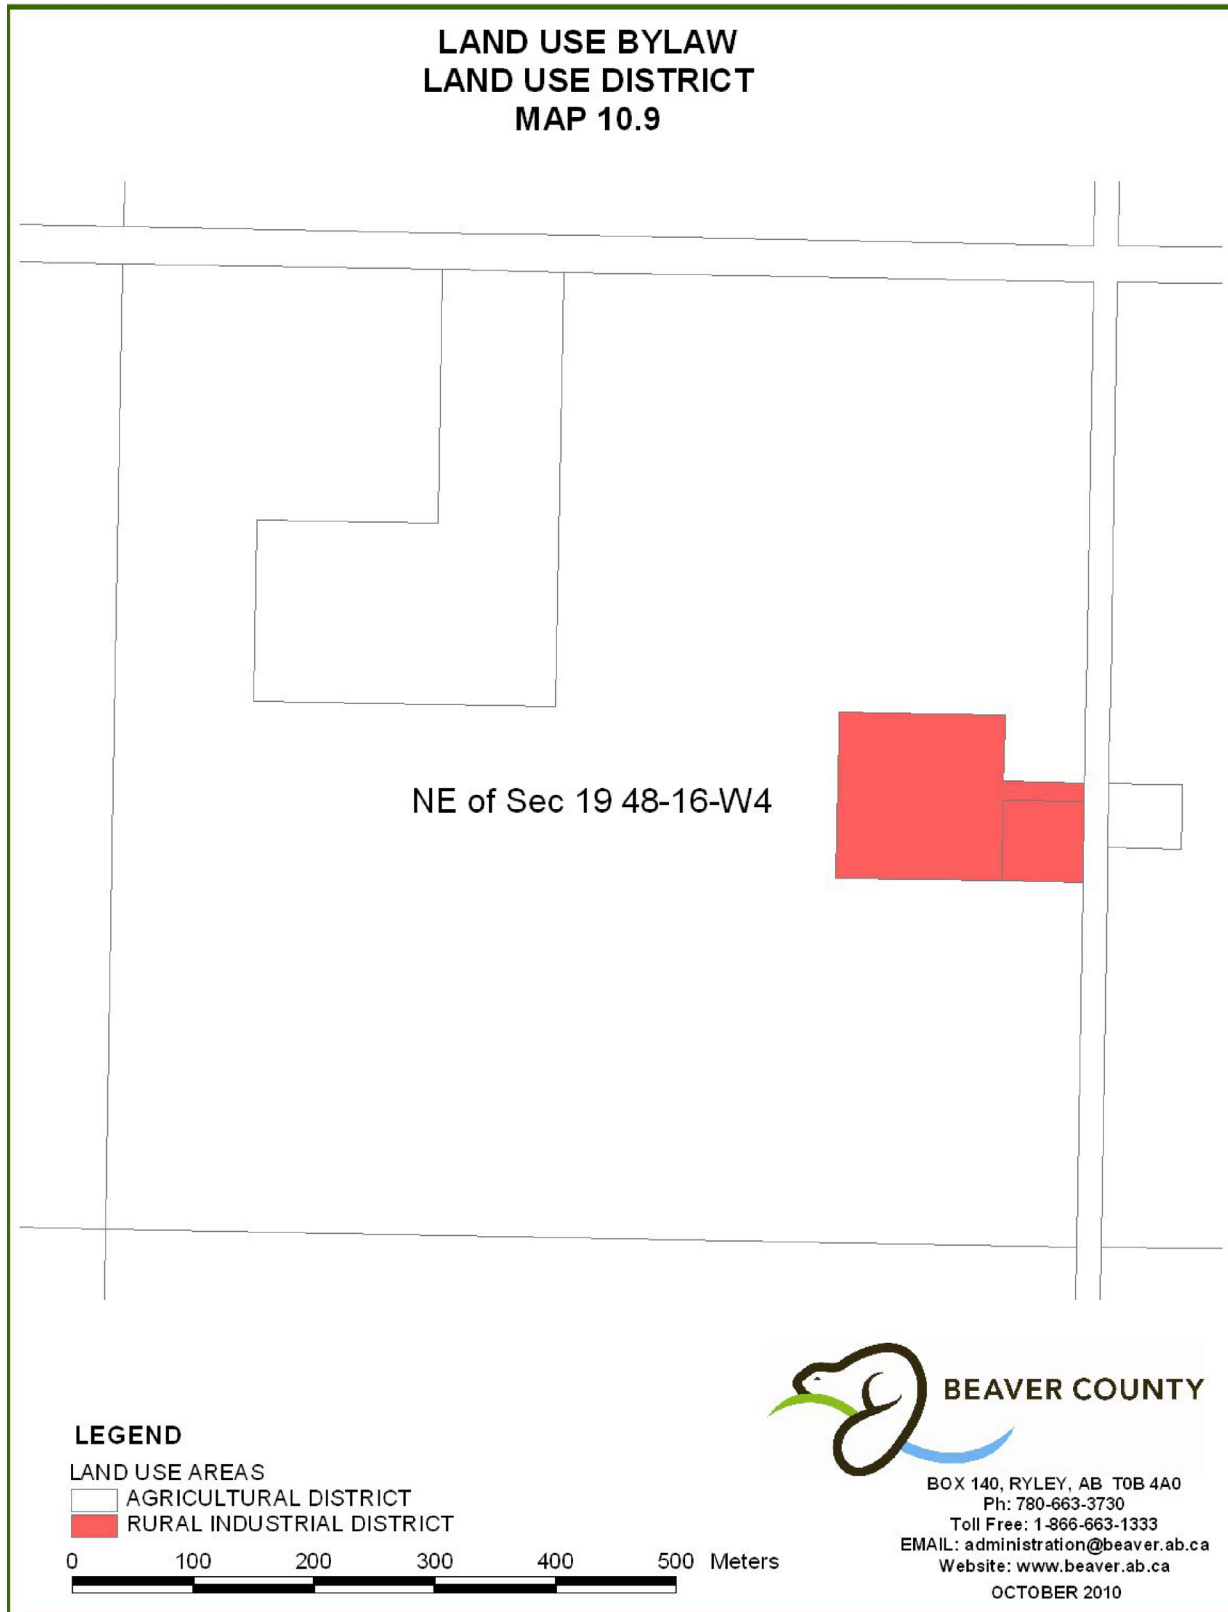 LAND USE BYLAW
LAND USE DISTRICT
MAP 10.9
NE of Sec 19 48-16-W4
BEAVER COUNTY
BOX 140, RYLEY, AB T0B 4A0
Ph: 780-663-3730
Toll Free: 1-866-663-1333
EMAIL: administration@beaver.ab.ca
Website: www.beaver.ab.ca
OCTOBER 2010
LEGEND
LAND USE AREAS
AGRICULTURAL DISTRICT
RURAL INDUSTRIAL DISTRICT
0 100 200 300 400 500 Meters